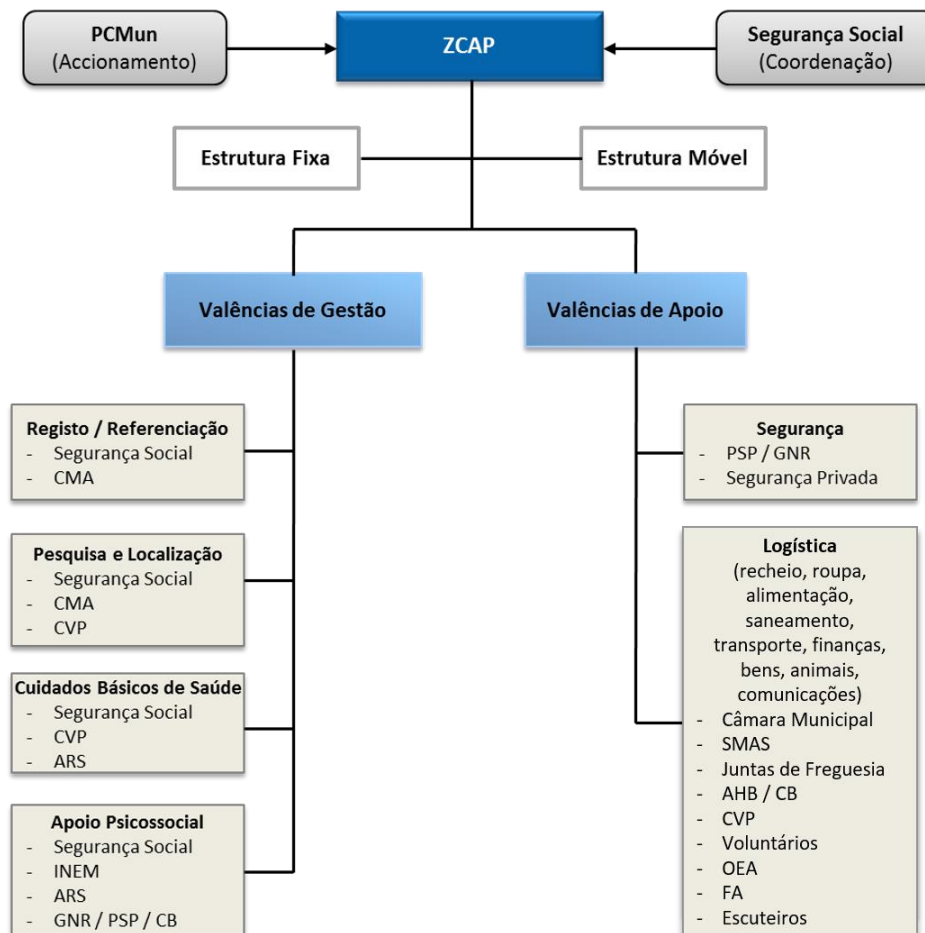 PCMun
(Accionamento)
ZCAP
Segurança Social
(Coordenação)
Estrutura Fixa
Estrutura Móvel
Valências de Gestão
Valências de Apoio
Registo / Referenciação
- Segurança Social
- CMA
Pesquisa e Localização
- Segurança Social
- CMA
- CVP
Cuidados Básicos de Saúde
- Segurança Social
- CVP
- ARS
Apoio Psicossocial
- Segurança Social
- INEM
- ARS
- GNR / PSP / CB
Segurança
- PSP / GNR
- Segurança Privada
Logística
(recheio, roupa,
alimentação,
saneamento,
transporte, finanças,
bens, animais,
comunicações)
- Câmara Municipal
- SMAS
- Juntas de Freguesia
- AHB / CB
- CVP
- Voluntários
- OEA
- FA
- Escuteiros